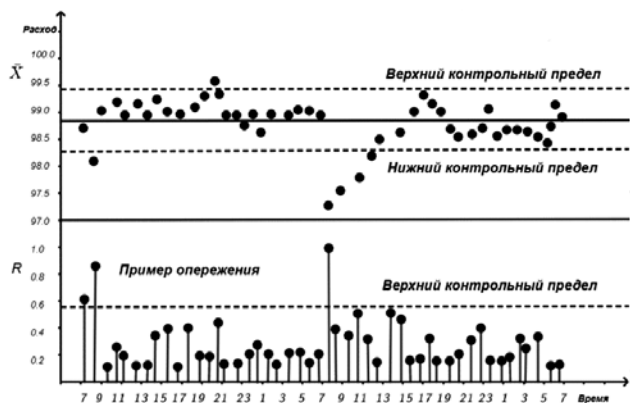 Расход
100.0
X̄
99.5
Верхний контрольный предел
99.0
98.5
98.0
Нижний контрольный предел
97.5
97.0
1.0
R
Пример опережения
0.8
Верхний контрольный предел
0.6
0.4
0.2
7 9 11 13 15 17 19 21 23 1 3 5 7 9 11 13 15 17 19 21 23 1 3 5 7 Время